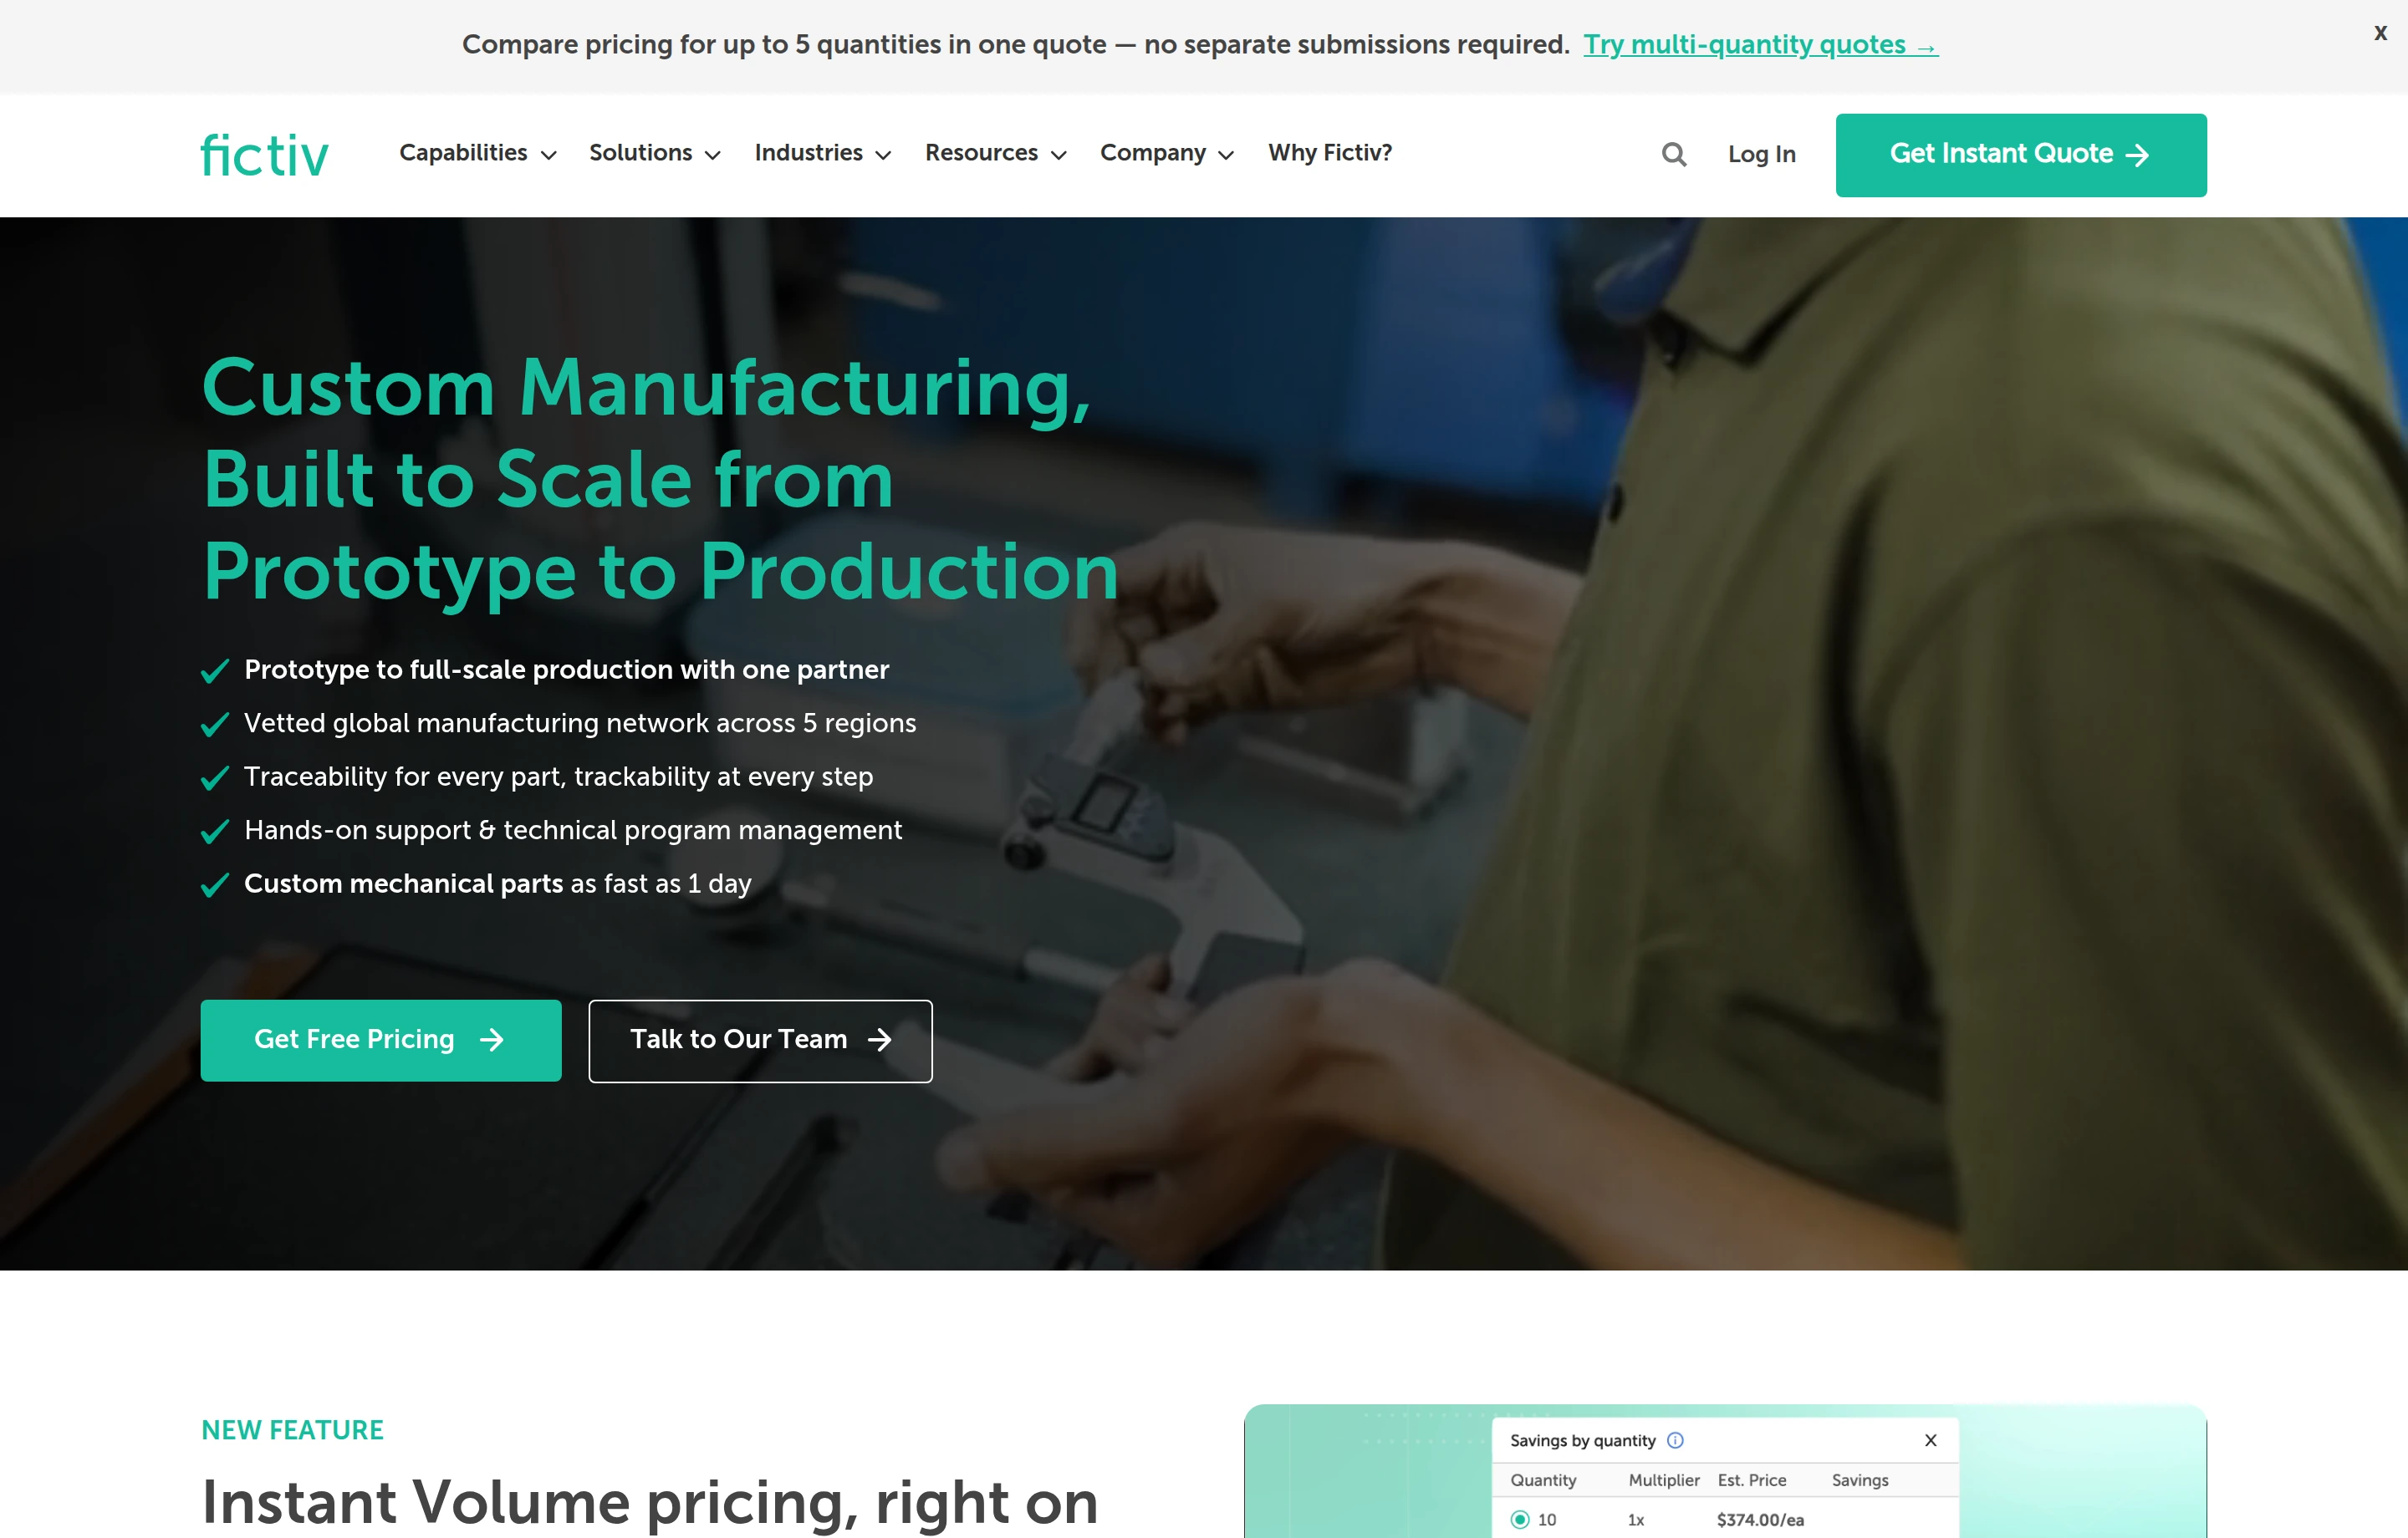 Compare pricing for up to 5 quantities in one quote — no separate submissions required. Try multi-quantity quotes →
x
fictiv
Capabilities
Solutions
Industries
Resources
Company
Why Fictiv?
Log In
Get Instant Quote →
Custom Manufacturing,
Built to Scale from
Prototype to Production
Prototype to full-scale production with one partner
Vetted global manufacturing network across 5 regions
Traceability for every part, trackability at every step
Hands-on support & technical program management
Custom mechanical parts as fast as 1 day
Get Free Pricing →
Talk to Our Team →
NEW FEATURE
Instant Volume pricing, right on
Savings by quantity
X
Quantity Multiplier Est. Price Savings
10 1x $374.00/ea